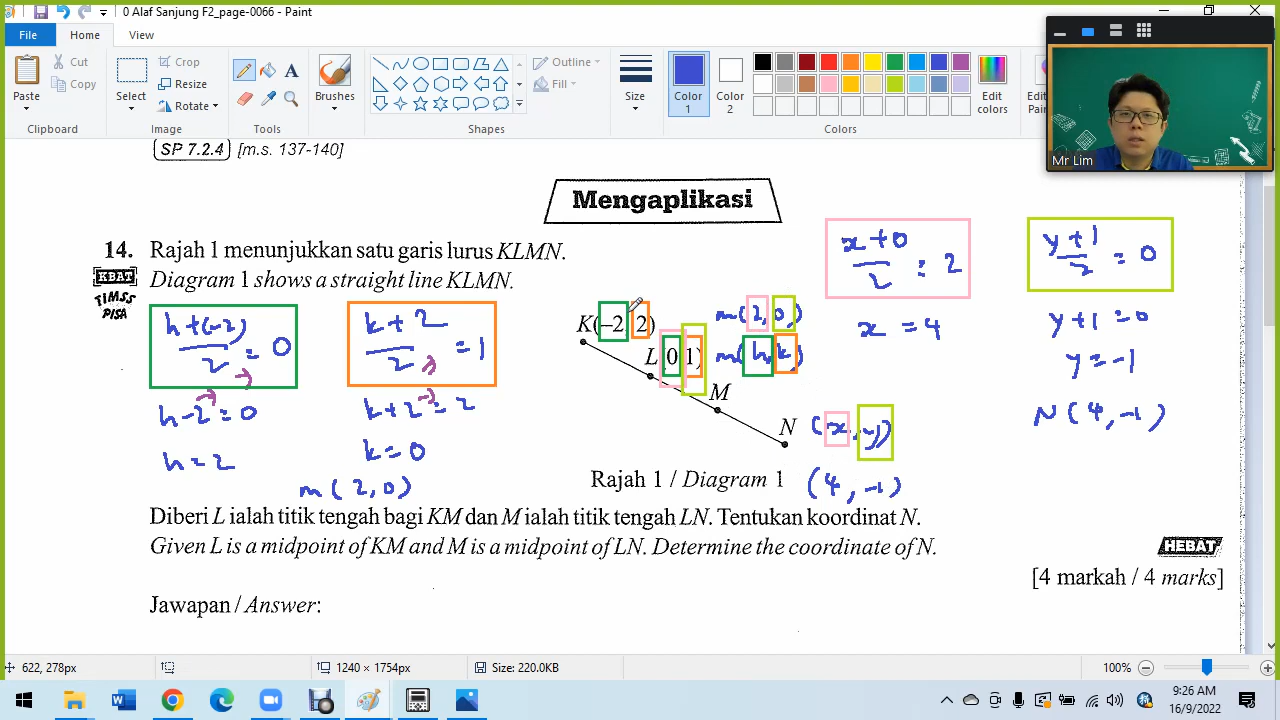 0 Alaf Sanjung F2_page-0066 - Paint
File
Home
View
Paste
Cut
Copy
Clipboard
Select
Crop
Resize
Rotate
Image
A
Tools
Brushes
Outline
Fill
Shapes
Size
Color 1
Color 2
Edit colors
Colors
Mr Lim
SP 7.2.4 [m.s. 137-140]
Mengaplikasi
14. Rajah 1 menunjukkan satu garis lurus KLMN.
KBAT Diagram 1 shows a straight line KLMN.
TIMSS
PISA
h+(-2)/2 = 0
h-2=0
h=2
k+2/2 = 1
k+2=2
k=0
m(2,0)
K(–2, 2)
L(0, 1)
M
N
m(2,0)
m(h,k)
(x,y)
(4,-1)
x+0/2 = 2
x = 4
y+1/2 = 0
y+1=0
y=-1
N(4,-1)
Rajah 1 / Diagram 1
Diberi L ialah titik tengah bagi KM dan M ialah titik tengah LN. Tentukan koordinat N.
Given L is a midpoint of KM and M is a midpoint of LN. Determine the coordinate of N.
HEBAT
[4 markah / 4 marks]
Jawapan / Answer:
622, 278px
1240 × 1754px
Size: 220.0KB
100%
9:26 AM
16/9/2022